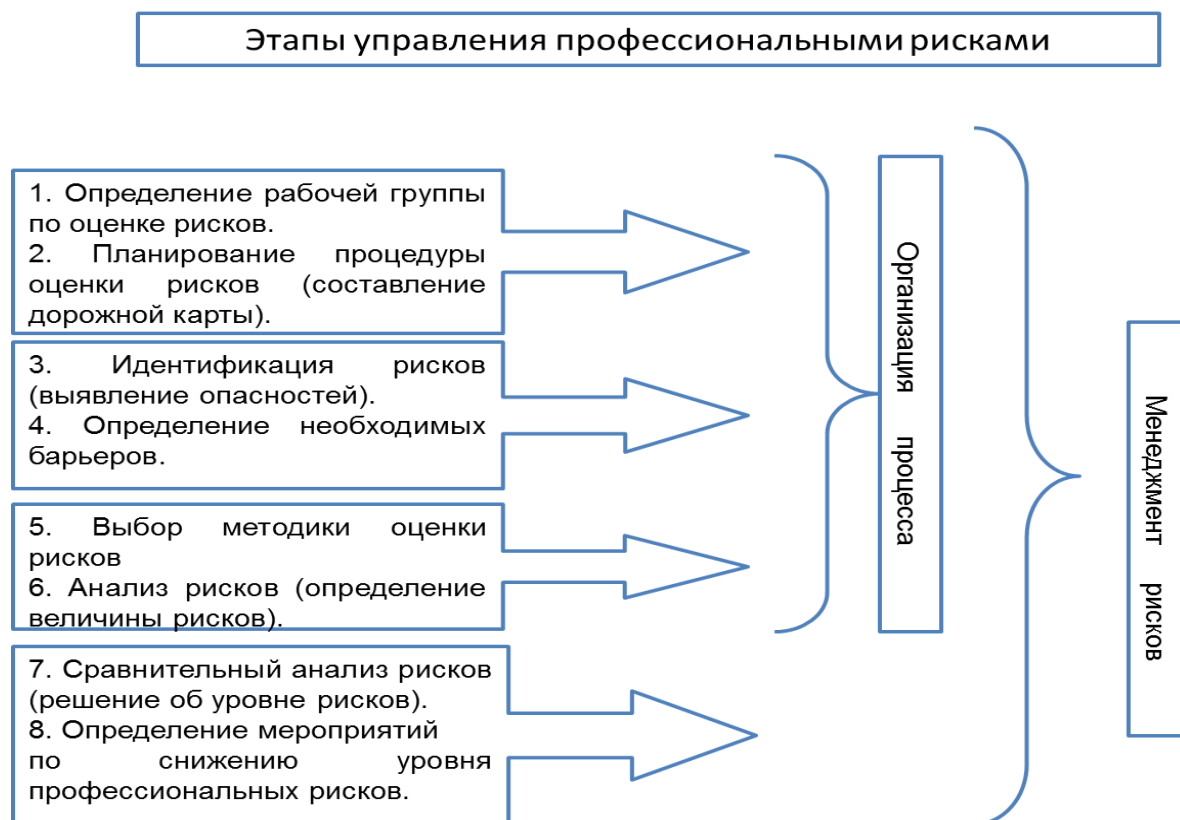 Этапы управления профессиональными рисками
1. Определение рабочей группы
по оценке рисков.
2. Планирование процедуры
оценки рисков (составление
дорожной карты).
3. Идентификация рисков
(выявление опасностей).
4. Определение необходимых
барьеров.
5. Выбор методики оценки
рисков
6. Анализ рисков (определение
величины рисков).
7. Сравнительный анализ рисков
(решение об уровне рисков).
8. Определение мероприятий
по снижению уровня
профессиональных рисков.
Организация процесса
Менеджмент рисков